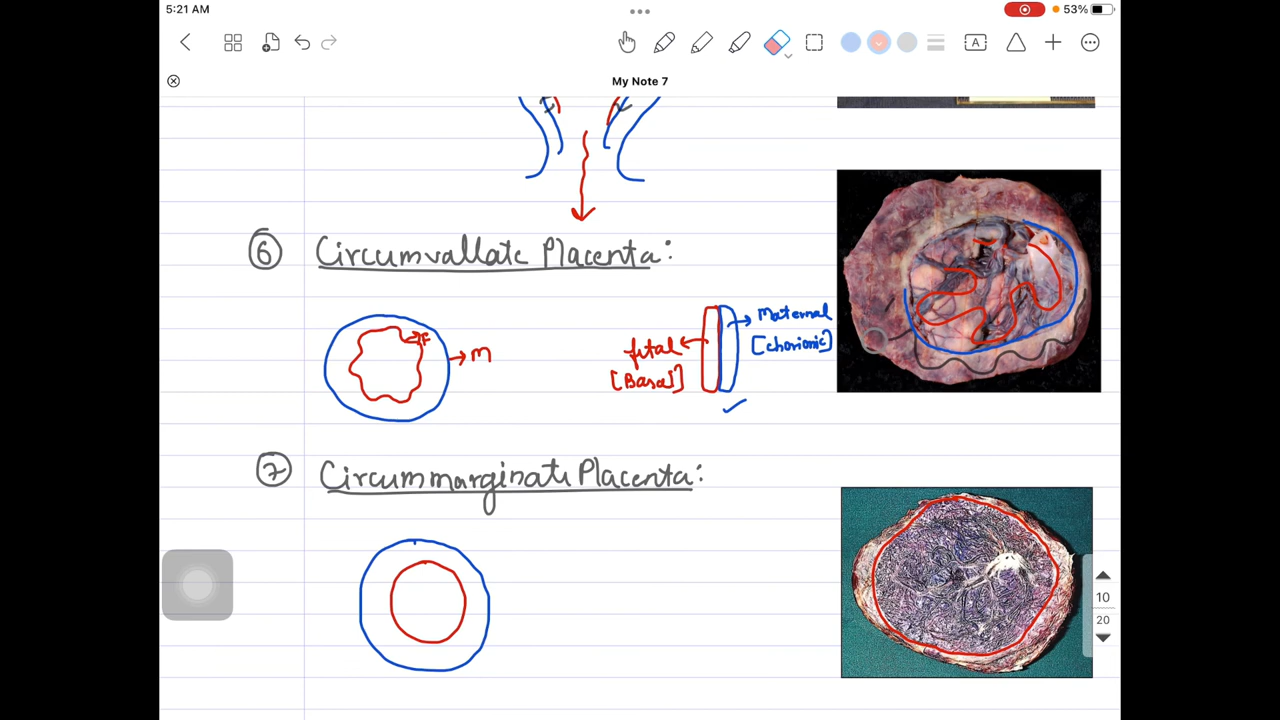 5:21 AM
53%
A
My Note 7
6 Circumvallate Placenta:
F
M
fetal
[Basal]
Maternal
[chorionic]
7 Circummarginate Placenta:
10
20